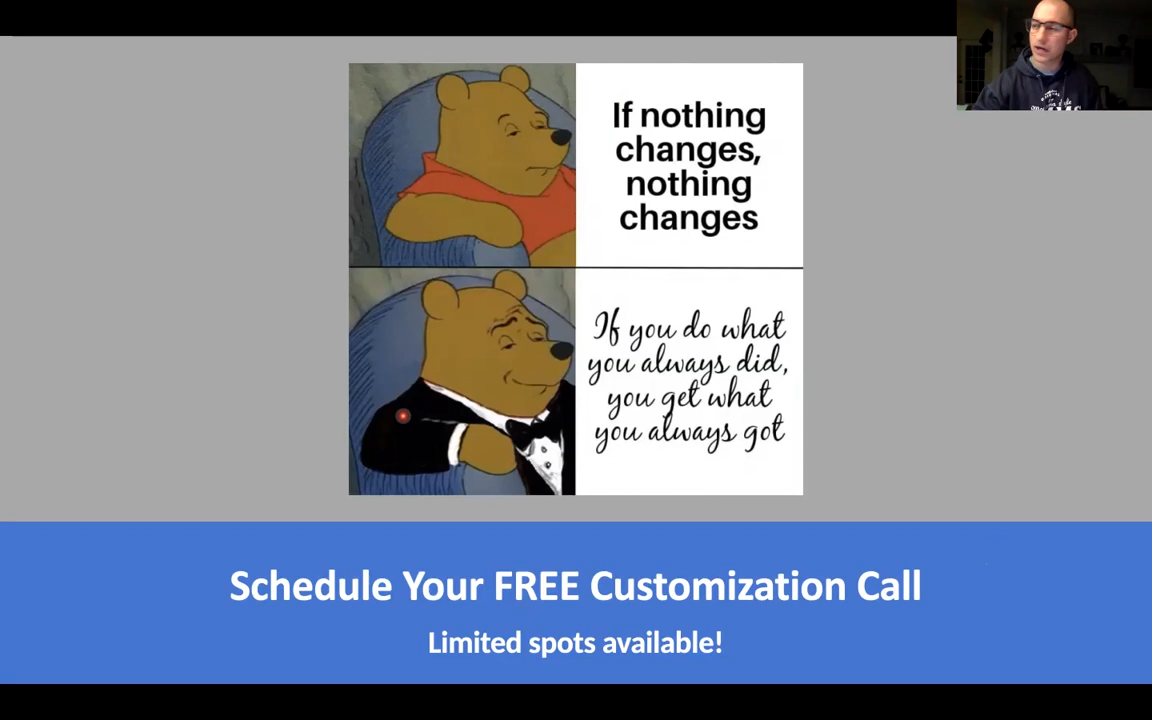 If nothing
changes,
nothing
changes
If you do what
you always did,
you get what
you always got
Schedule Your FREE Customization Call
Limited spots available!